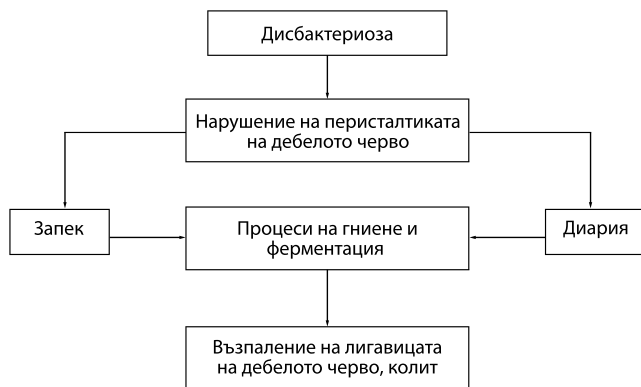 Дисбактериоза
Нарушение на перисталтиката
на дебелото черво
Запек
Процеси на гниене и
ферментация
Диария
Възпаление на лигавицата
на дебелото черво, колит